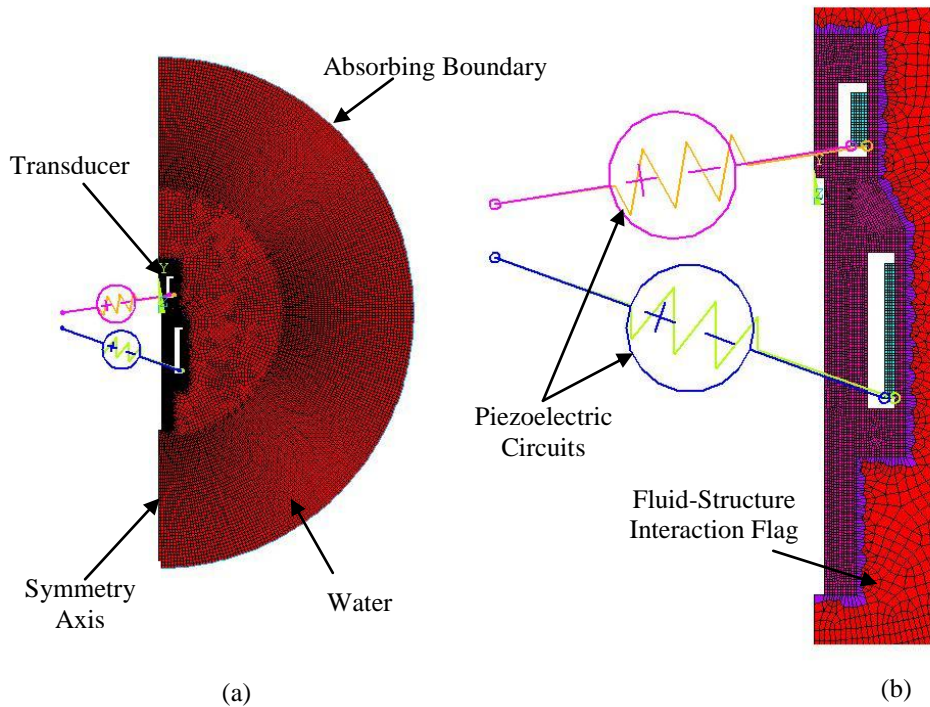 Absorbing Boundary
Transducer
Y
Symmetry
Axis
Water
(a)
Y
Z
Piezoelectric
Circuits
Fluid-Structure
Interaction Flag
(b)